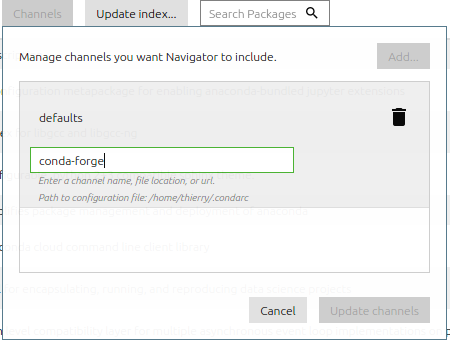 Channels
Update index...
Search Packages
Manage channels you want Navigator to include.
Add...
defaults
conda-forge
Enter a channel name, file location, or url.
Path to configuration file: /home/thierry/.condarc
Cancel
Update channels